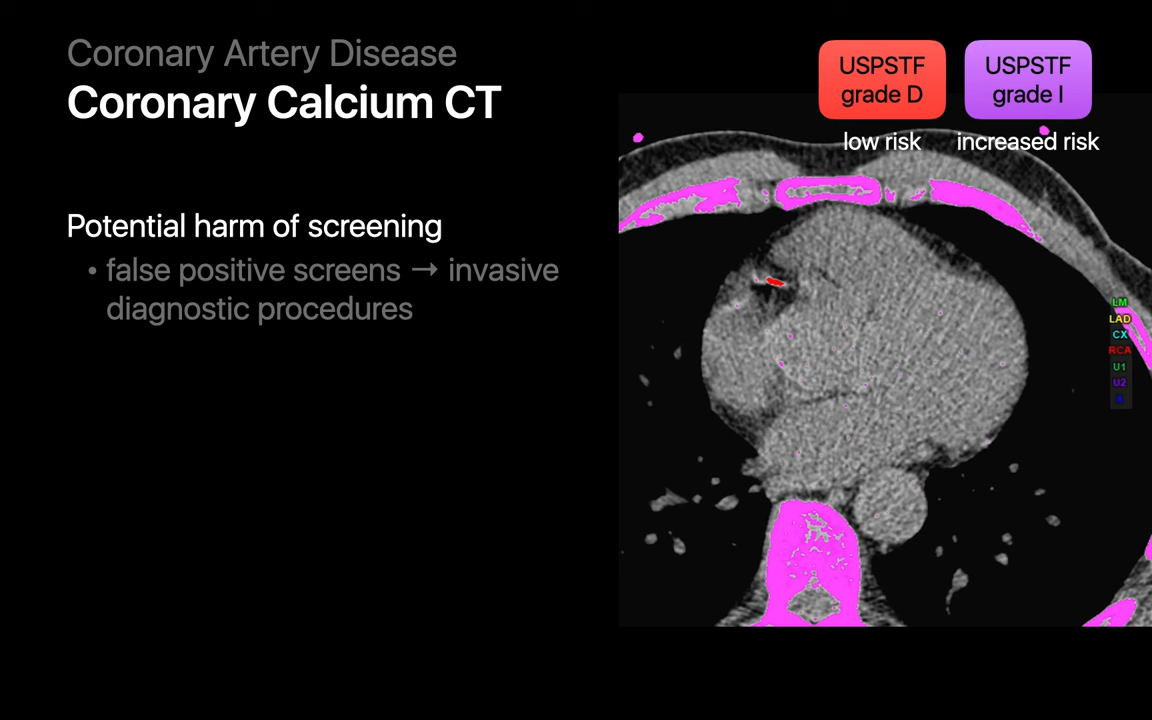 Coronary Artery Disease
Coronary Calcium CT
USPSTF
grade D
USPSTF
grade I
low risk
increased risk
Potential harm of screening
• false positive screens → invasive
diagnostic procedures
LM
LAD
CX
RCA
U1
U2